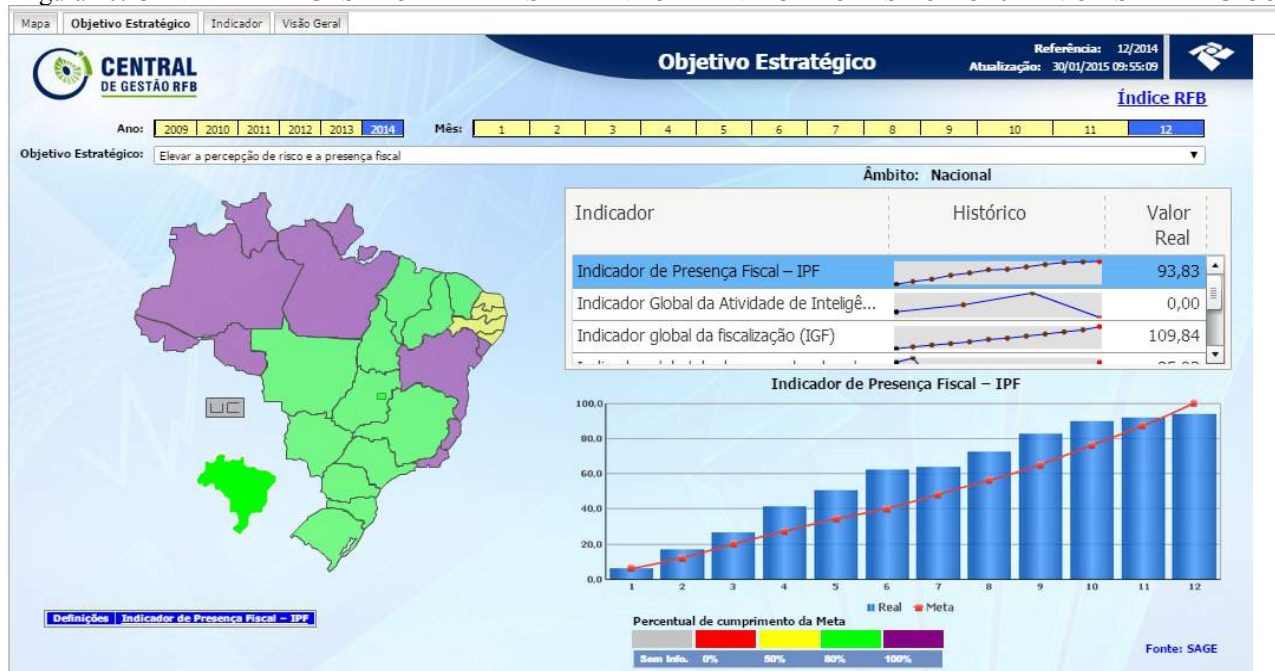 Mapa Objetivo Estratégico Indicador Visão Geral
CENTRAL
DE GESTÃO RFB
Objetivo Estratégico
Referência: 12/2014
Atualização: 30/01/2015 09:55:09
Índice RFB
Ano: 2009 2010 2011 2012 2013 2014 Mês: 1 2 3 4 5 6 7 8 9 10 11 12
Objetivo Estratégico: Elevar a percepção de risco e a presença fiscal
Âmbito: Nacional
Indicador Histórico Valor Real
Indicador de Presença Fiscal – IPF 93,83
Indicador Global da Atividade de Inteligê... 0,00
Indicador global da fiscalização (IGF) 109,84
UC
Indicador de Presença Fiscal – IPF
100.0
80.0
60.0
40.0
20.0
0.0
1 2 3 4 5 6 7 8 9 10 11 12
Real Meta
Definições Indicador de Presença Fiscal – IPF
Percentual de cumprimento da Meta
Sem Info. 0% 50% 80% 100%
Fonte: SAGE